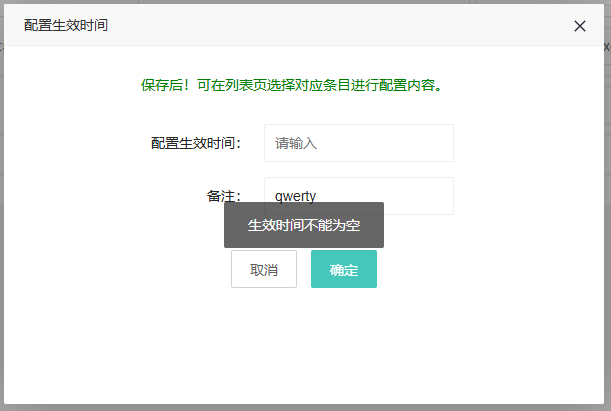 配置生效时间
保存后！可在列表页选择对应条目进行配置内容。
配置生效时间：
请输入
备注：
qwerty
生效时间不能为空
取消
确定